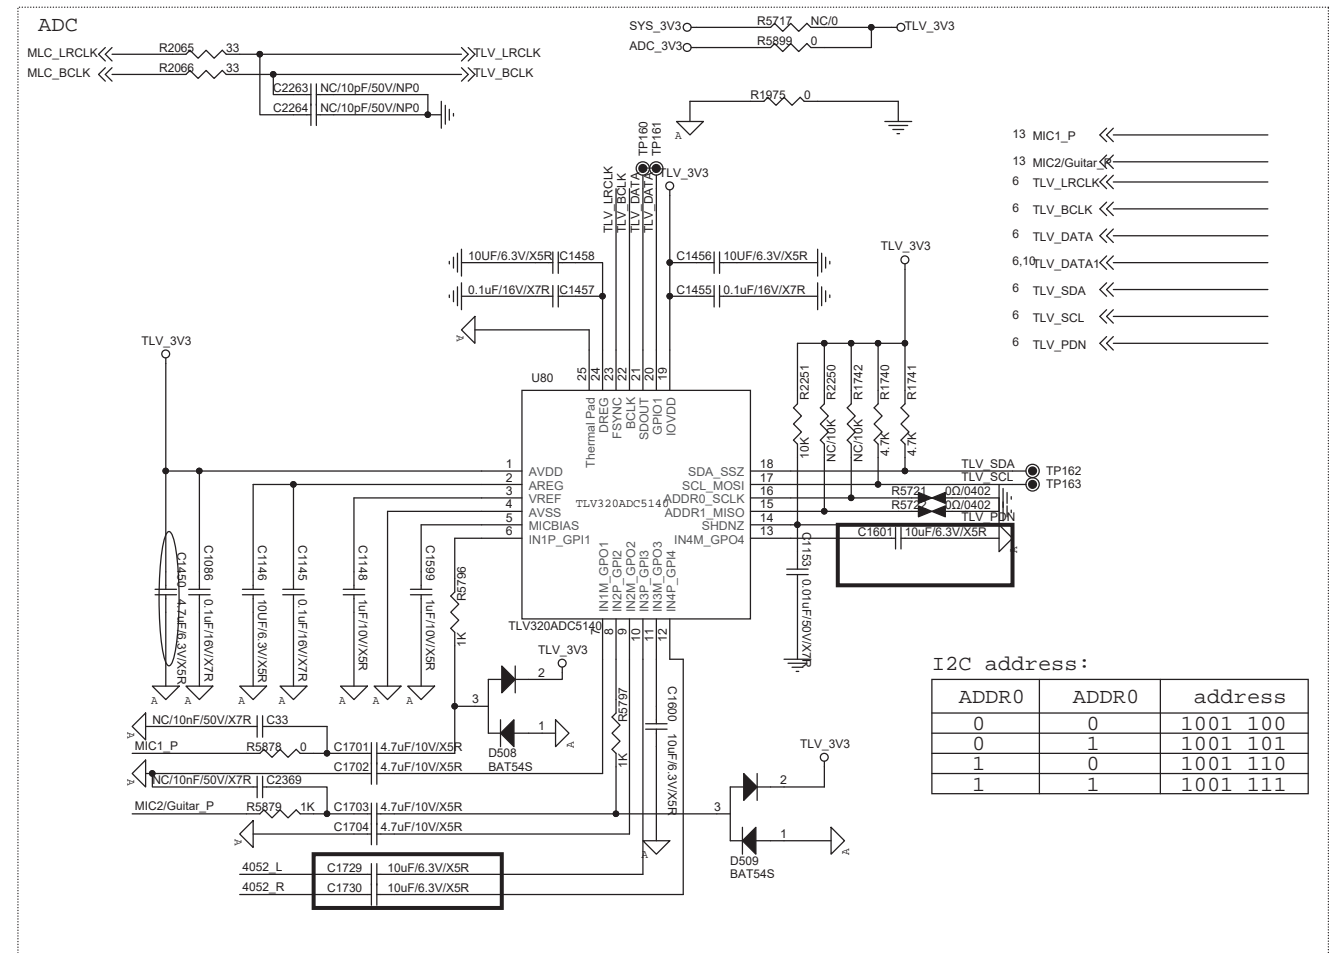 ADC
SYS_3V3 R5717 NC/0 TLV_3V3
ADC_3V3 R5899 0
MLC_LRCLK R2065 33 TLV_LRCLK
MLC_BCLK R2066 33 TLV_BCLK
C2263 NC/10pF/50V/NP0
C2264 NC/10pF/50V/NP0
R1975 0
A
13 MIC1_P
13 MIC2/Guitar_P
6 TLV_LRCLK
6 TLV_BCLK
6 TLV_DATA
6,10 TLV_DATA1
6 TLV_SDA
6 TLV_SCL
6 TLV_PDN
TP160
TP161
TLV_LRCLK
TLV_BCLK
TLV_DATA
TLV_DATA
TLV_3V3
10UF/6.3V/X5R C1458
C1456 10UF/6.3V/X5R
0.1uF/16V/X7R C1457
C1455 0.1uF/16V/X7R
A
TLV_3V3
TLV_3V3
R2251 10K
R2250 NC/10K
R1742 NC/10K
R1740 4.7K
R1741 4.7K
U80
25 Thermal Pad
24 DREG
23 FSYNC
22 BCLK
21 SDOUT
20 GPIO1
19 IOVDD
1 AVDD
2 AREG
3 VREF
4 AVSS
5 MICBIAS
6 IN1P_GPI1
TLV320ADC5140
SDA_SSZ 18 TLV_SDA TP162
SCL_MOSI 17 TLV_SCL TP163
ADDR0_SCLK 16 R5721 0Ω/0402
ADDR1_MISO 15 R5722 0Ω/0402
SHDNZ 14 TLV_PDN
IN4M_GPO4 13 C1601 10uF/6.3V/X5R
A
IN1M_GPO1 7
IN2P_GPI2 8
IN2M_GPO2 9
IN3P_GPI3 10
IN3M_GPO3 11
IN4P_GPI4 12
TLV320ADC5140
C1450 4.7uF/6.3V/X5R
C1086 0.1uF/16V/X7R
C1146 10UF/6.3V/X5R
C1145 0.1uF/16V/X7R
C1148 1uF/10V/X5R
C1599 1uF/10V/X5R
R5796 1K
C1153 0.01uF/50V/X7R
A
A
A
A
A
A
A
TLV_3V3
2
3
1
A
D508
BAT54S
R5797 1K
C1600 10uF/6.3V/X5R
A
A
NC/10nF/50V/X7R C33
MIC1_P R5878 0 C1701 4.7uF/10V/X5R
C1702 4.7uF/10V/X5R
A
NC/10nF/50V/X7R C2369
MIC2/Guitar_P R5879 1K C1703 4.7uF/10V/X5R
A
C1704 4.7uF/10V/X5R
4052_L C1729 10uF/6.3V/X5R
4052_R C1730 10uF/6.3V/X5R
TLV_3V3
2
3
1
A
D509
BAT54S
I2C address:
ADDR0 ADDR0 address
0 0 1001 100
0 1 1001 101
1 0 1001 110
1 1 1001 111